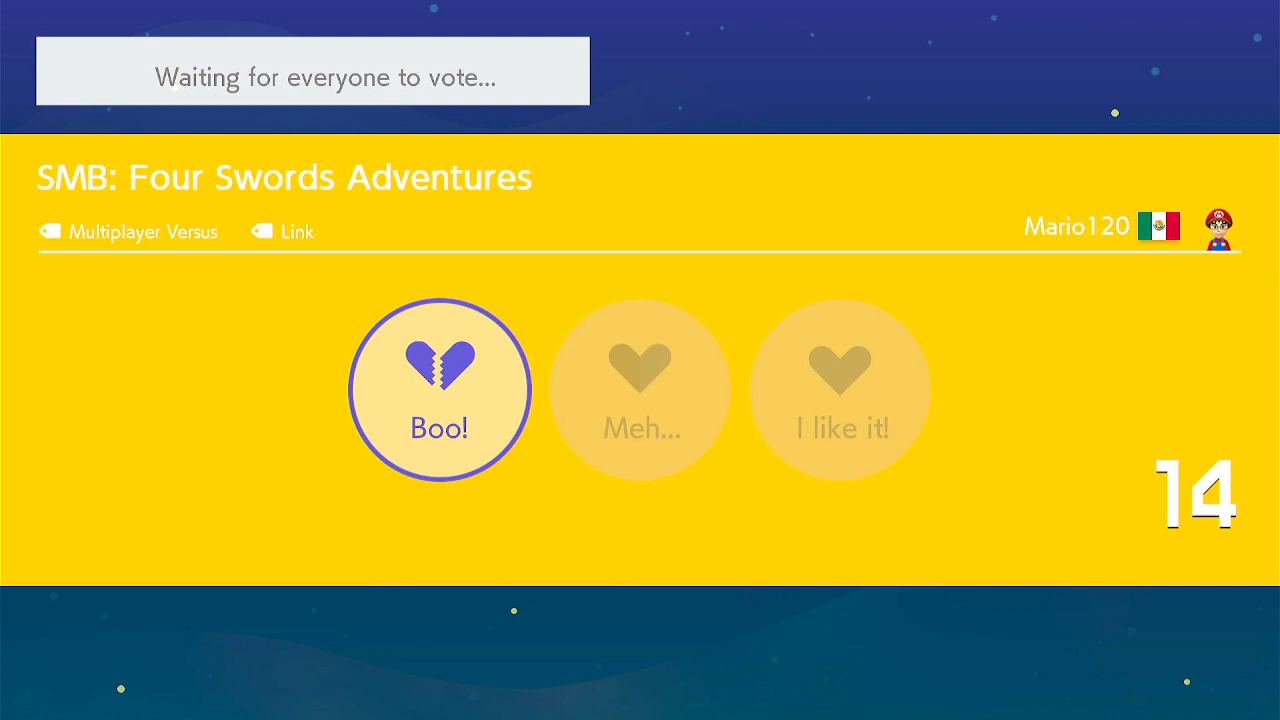 Waiting for everyone to vote...
SMB: Four Swords Adventures
Multiplayer Versus Link
Mario120
Boo! Meh... I like it!
14